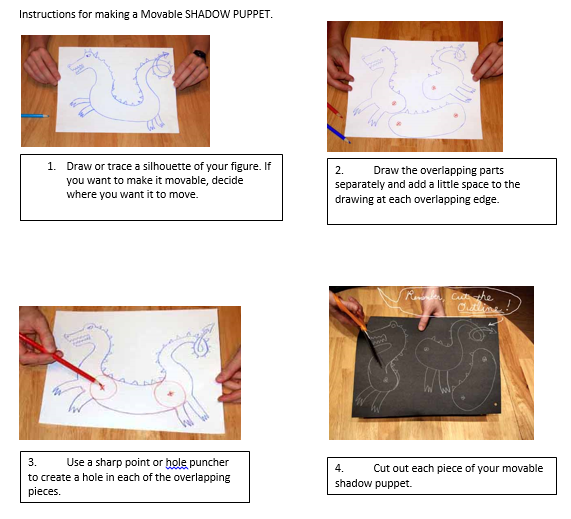 Instructions for making a Movable SHADOW PUPPET.
1. Draw or trace a silhouette of your figure. If
you want to make it movable, decide
where you want it to move.
2. Draw the overlapping parts
separately and add a little space to the
drawing at each overlapping edge.
Remember, Cut the
Outline!
3. Use a sharp point or hole puncher
to create a hole in each of the overlapping
pieces.
4. Cut out each piece of your movable
shadow puppet.